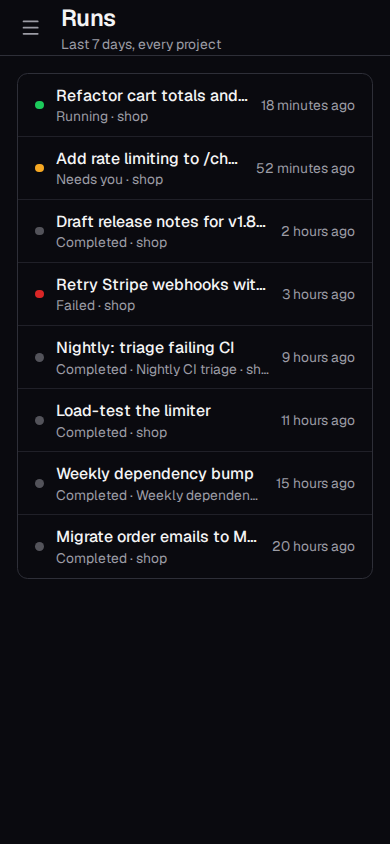 Runs
Last 7 days, every project
Refactor cart totals and...
18 minutes ago
Running · shop
Add rate limiting to /ch...
52 minutes ago
Needs you · shop
Draft release notes for v1.8...
2 hours ago
Completed · shop
Retry Stripe webhooks wit...
3 hours ago
Failed · shop
Nightly: triage failing CI
9 hours ago
Completed · Nightly CI triage · sh...
Load-test the limiter
11 hours ago
Completed · shop
Weekly dependency bump
15 hours ago
Completed · Weekly dependen...
Migrate order emails to M...
20 hours ago
Completed · shop